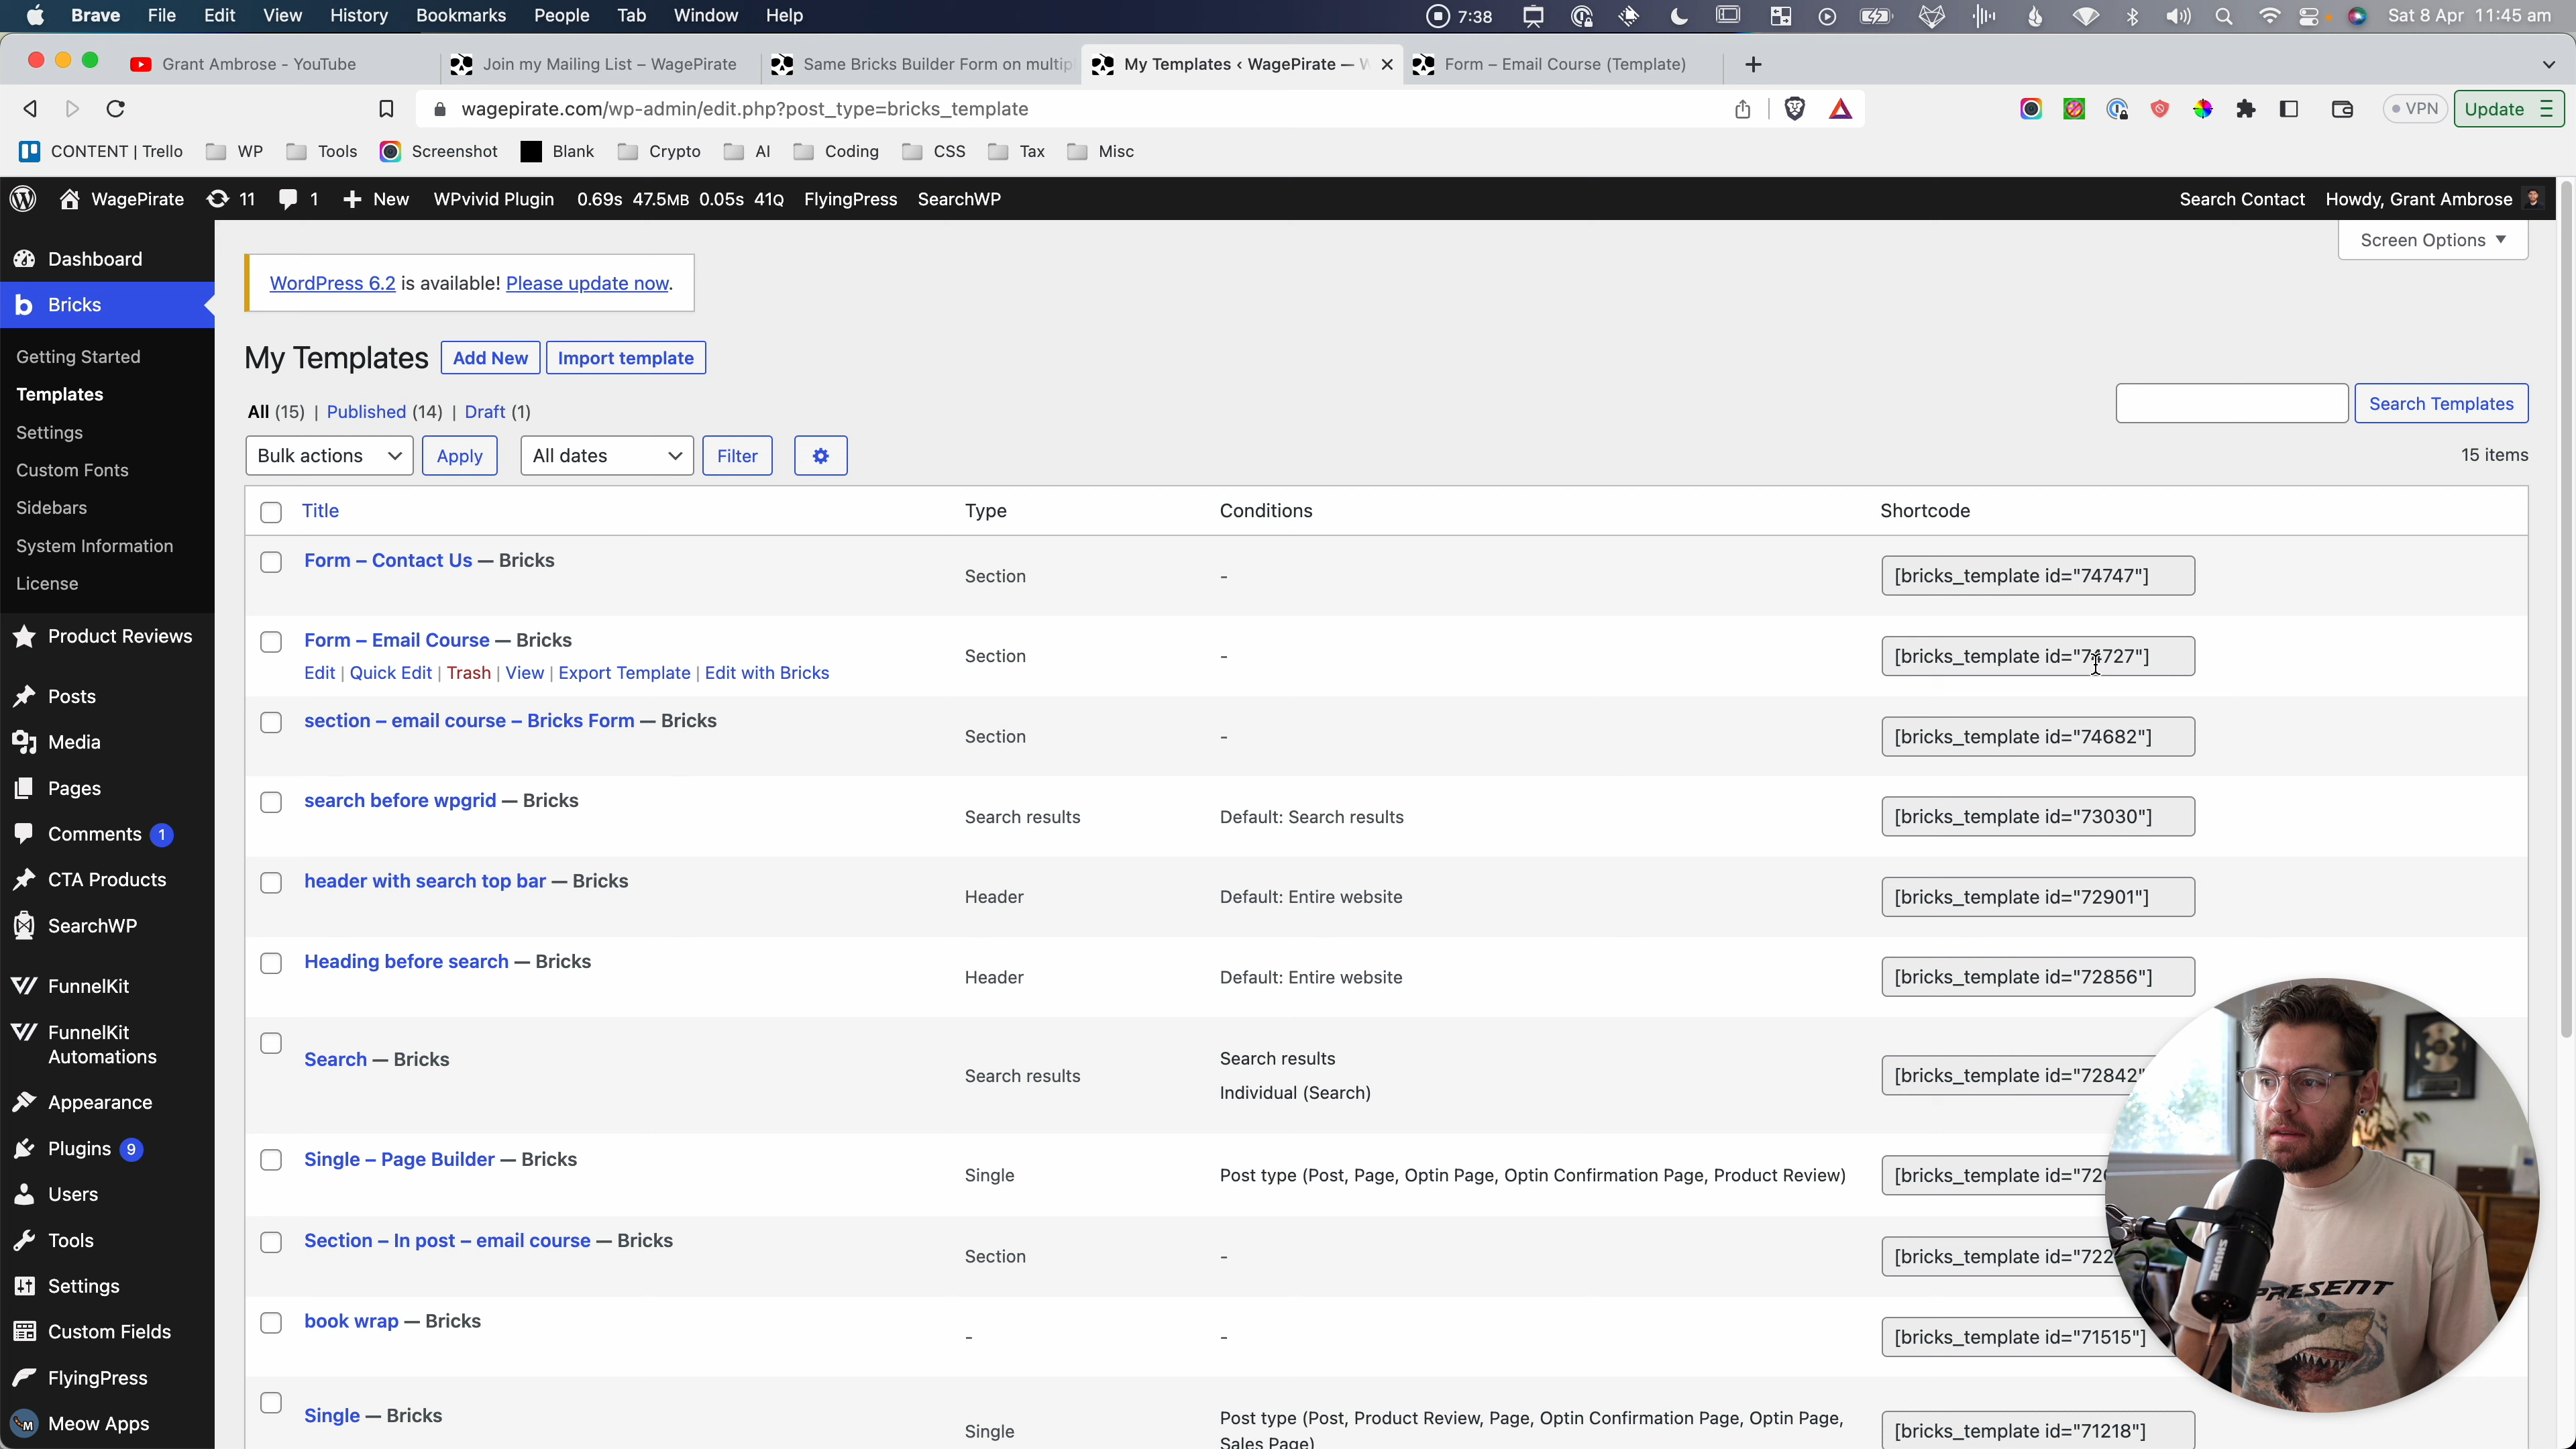 Brave File Edit View History Bookmarks People Tab Window Help 7:38 Sat 8 Apr 11:45 am
Grant Ambrose - YouTube Join my Mailing List – WagePirate Same Bricks Builder Form on multip My Templates ‹ WagePirate — W Form – Email Course (Template)
wagepirate.com/wp-admin/edit.php?post_type=bricks_template VPN Update
CONTENT | Trello WP Tools Screenshot Blank Crypto AI Coding CSS Tax Misc
WagePirate 11 1 New WPvivid Plugin 0.69s 47.5MB 0.05s 41Q FlyingPress SearchWP Search Contact Howdy, Grant Ambrose
Screen Options
Dashboard
Bricks
Getting Started
Templates
Settings
Custom Fonts
Sidebars
System Information
License
Product Reviews
Posts
Media
Pages
Comments 1
CTA Products
SearchWP
FunnelKit
FunnelKit
Automations
Appearance
Plugins 9
Users
Tools
Settings
Custom Fields
FlyingPress
Meow Apps
WordPress 6.2 is available! Please update now.
My Templates Add New Import template
All (15) | Published (14) | Draft (1)
Search Templates
Bulk actions Apply All dates Filter 15 items
Title Type Conditions Shortcode
Form – Contact Us — Bricks Section - [bricks_template id="74747"]
Form – Email Course — Bricks Section - [bricks_template id="74727"]
Edit | Quick Edit | Trash | View | Export Template | Edit with Bricks
section – email course – Bricks Form — Bricks Section - [bricks_template id="74682"]
search before wpgrid — Bricks Search results Default: Search results [bricks_template id="73030"]
header with search top bar — Bricks Header Default: Entire website [bricks_template id="72901"]
Heading before search — Bricks Header Default: Entire website [bricks_template id="72856"]
Search — Bricks Search results Search results [bricks_template id="72842"
Individual (Search)
Single – Page Builder — Bricks Single Post type (Post, Page, Optin Page, Optin Confirmation Page, Product Review) [bricks_template id="72
Section – In post – email course — Bricks Section - [bricks_template id="722
book wrap — Bricks - - [bricks_template id="71515"]
Single — Bricks Single Post type (Post, Product Review, Page, Optin Confirmation Page, Optin Page, [bricks_template id="71218"]
Sales Page)
SHURE
PRESENT